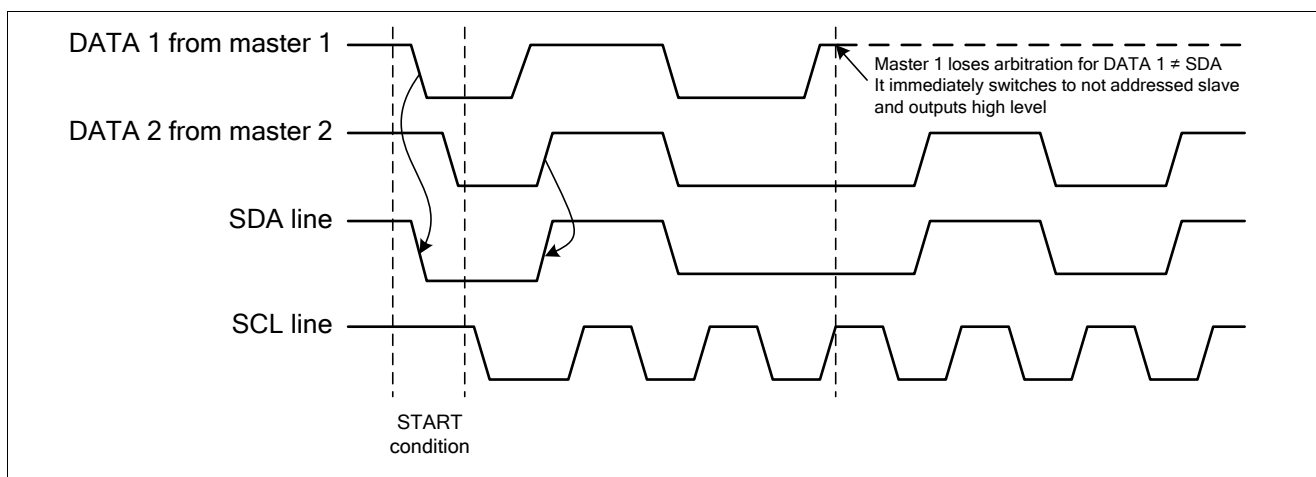 DATA 1 from master 1
Master 1 loses arbitration for DATA 1 ≠ SDA
It immediately switches to not addressed slave
and outputs high level
DATA 2 from master 2
SDA line
SCL line
START
condition